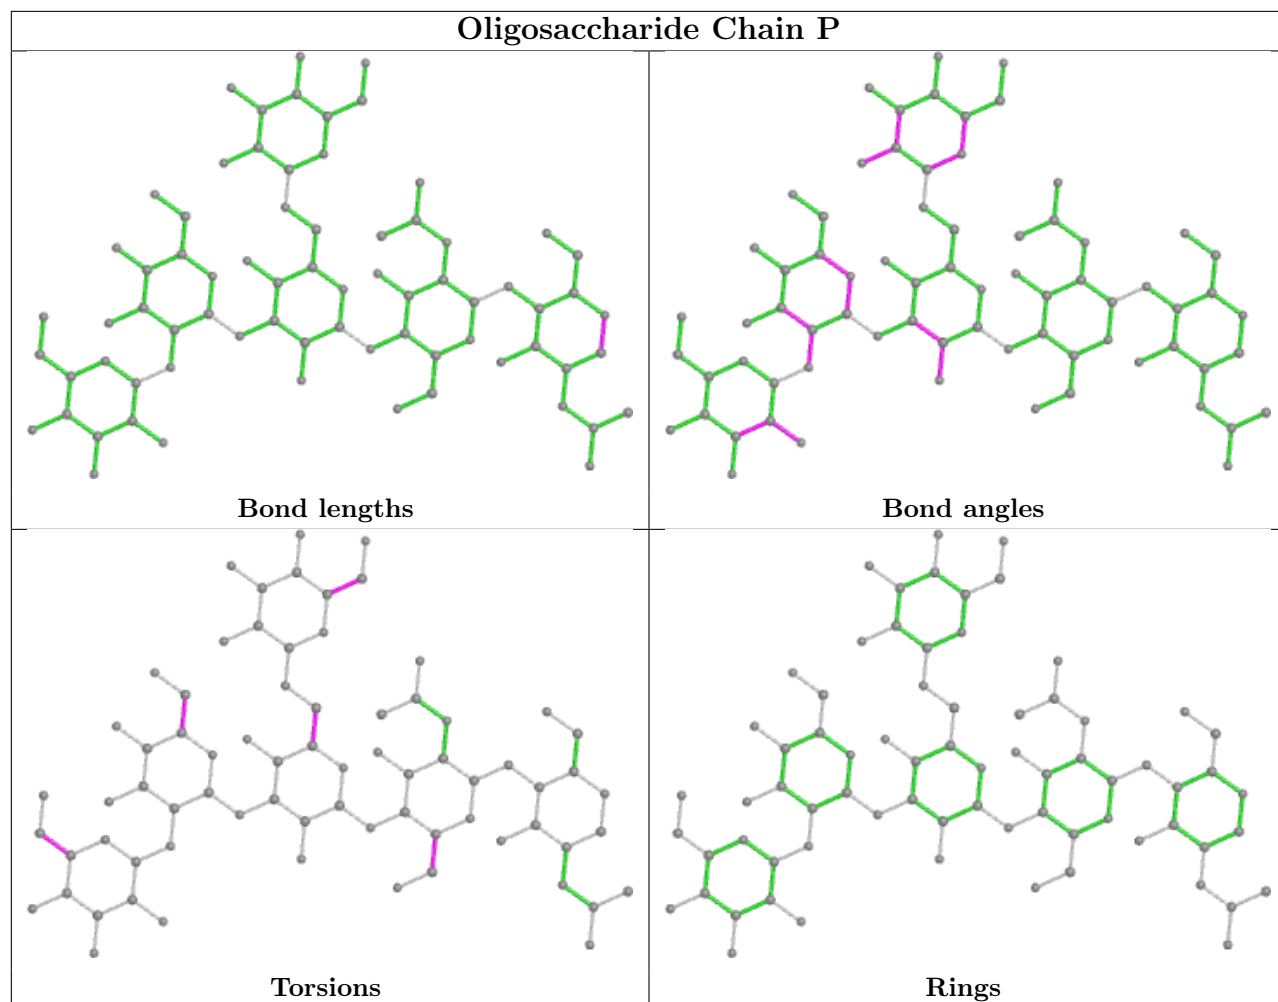 Oligosaccharide Chain P
Bond lengths
Bond angles
Torsions
Rings